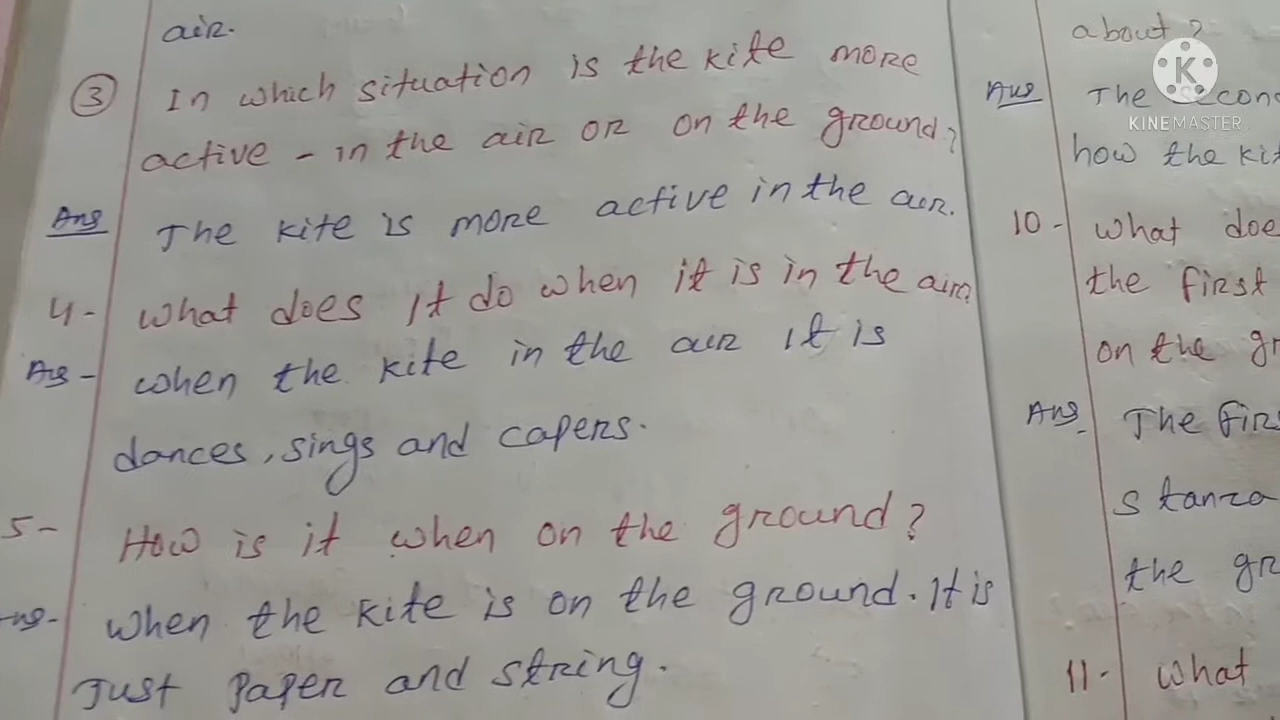 air.
③ In which situation is the kite more
active - in the air or on the ground?
Ans The kite is more active in the air.
4- What does it do when it is in the air?
Ans - when the kite in the air it is
dances, sings and capers.
5- How is it when on the ground?
Ans- when the kite is on the ground. It is
Just paper and string.
about?
Ans The second
how the kit
10- what doe
the first
on the gr
Ans The fir
stanza
the gr
11- what
K
KINEMASTER